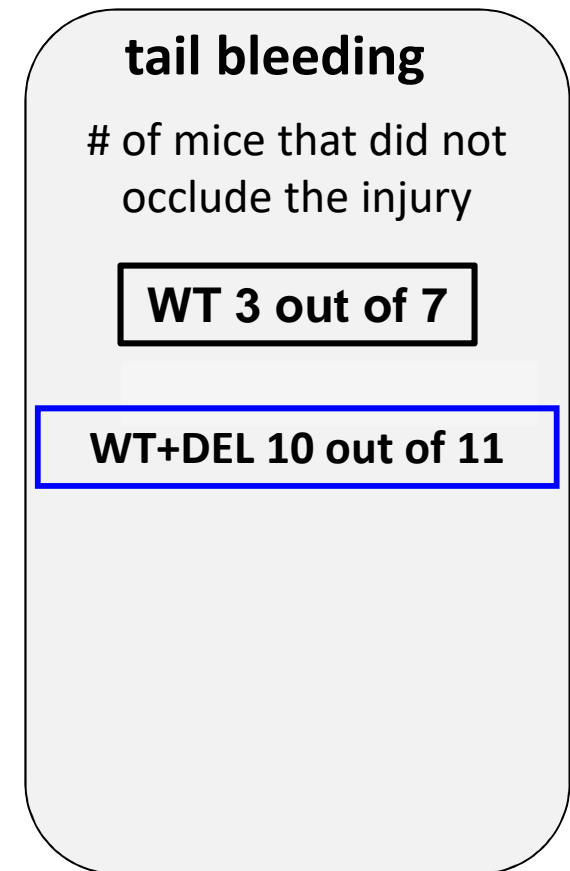 tail bleeding
# of mice that did not
occlude the injury
WT 3 out of 7
WT+DEL 10 out of 11